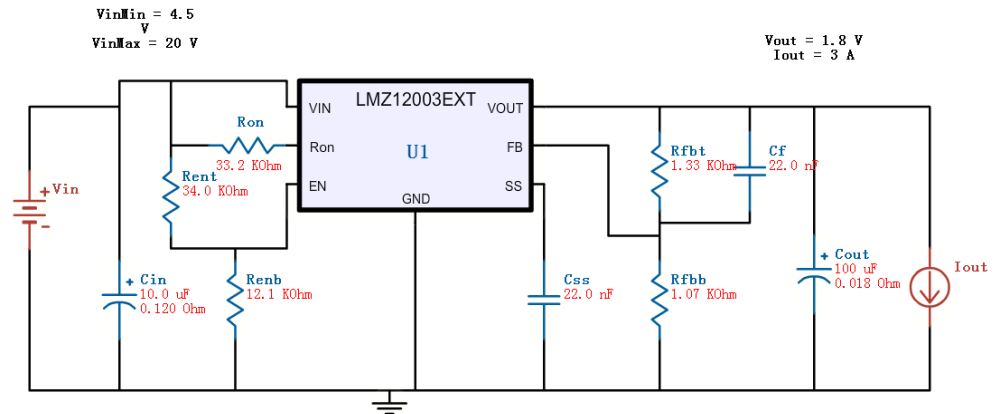 VinMin = 4.5
V
VinMax = 20 V
Vout = 1.8 V
Iout = 3 A
LMZ12003EXT
VIN
VOUT
Ron
33.2 KOhm
Ron
U1
FB
Rfbt
1.33 KOhm
Cf
22.0 nF
Rent
34.0 KOhm
EN
SS
GND
+
Vin
-
+
Cin
10.0 uF
0.120 Ohm
Renb
12.1 KOhm
Css
22.0 nF
Rfbb
1.07 KOhm
+
Cout
100 uF
0.018 Ohm
Iout